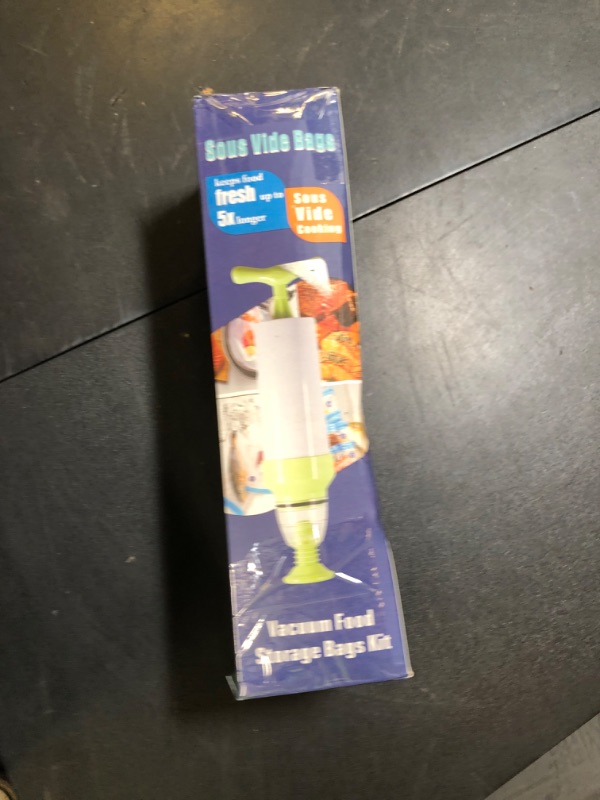 Sous Vide Bags
keeps food
fresh up to
5x longer
Sous
Vide
Cooking
Vacuum Food
Storage Bags Kit